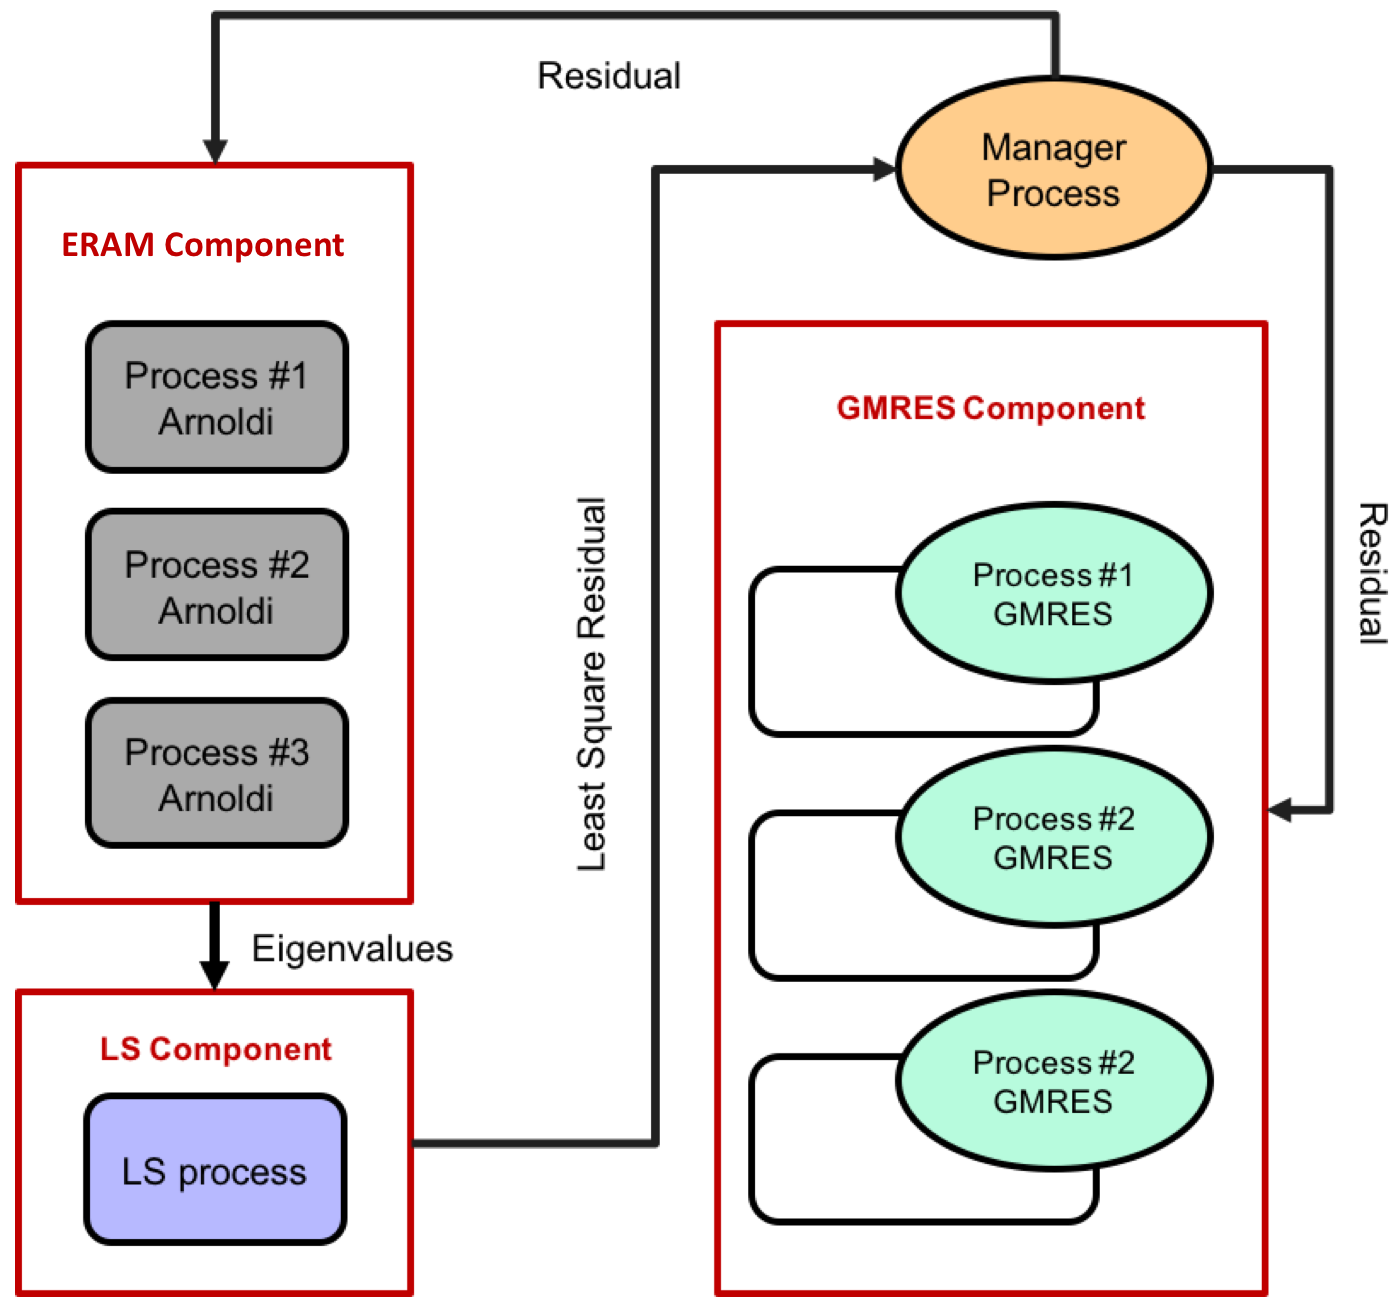 Residual
Manager
Process
ERAM Component
Process #1
Arnoldi
Process #2
Arnoldi
Process #3
Arnoldi
Eigenvalues
LS Component
LS process
Least Square Residual
GMRES Component
Process #1
GMRES
Process #2
GMRES
Process #2
GMRES
Residual